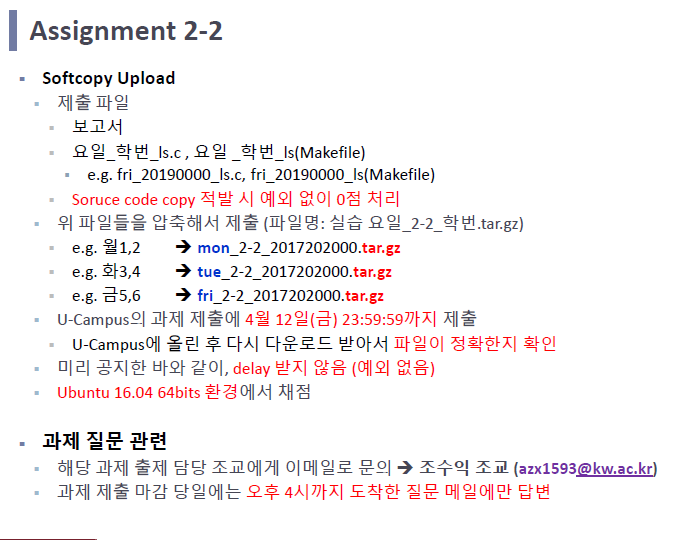 Assignment 2-2
Softcopy Upload
제출 파일
보고서
요일_학번_ls.c , 요일 _학번_ls(Makefile)
e.g. fri_20190000_ls.c, fri_20190000_ls(Makefile)
Soruce code copy 적발 시 예외 없이 0점 처리
위 파일들을 압축해서 제출 (파일명: 실습 요일_2-2_학번.tar.gz)
e.g. 월1,2 ➔ mon_2-2_2017202000.tar.gz
e.g. 화3,4 ➔ tue_2-2_2017202000.tar.gz
e.g. 금5,6 ➔ fri_2-2_2017202000.tar.gz
U-Campus의 과제 제출에 4월 12일(금) 23:59:59까지 제출
U-Campus에 올린 후 다시 다운로드 받아서 파일이 정확한지 확인
미리 공지한 바와 같이, delay 받지 않음 (예외 없음)
Ubuntu 16.04 64bits 환경에서 채점
과제 질문 관련
해당 과제 출제 담당 조교에게 이메일로 문의 ➔ 조수익 조교 (azx1593@kw.ac.kr)
과제 제출 마감 당일에는 오후 4시까지 도착한 질문 메일에만 답변